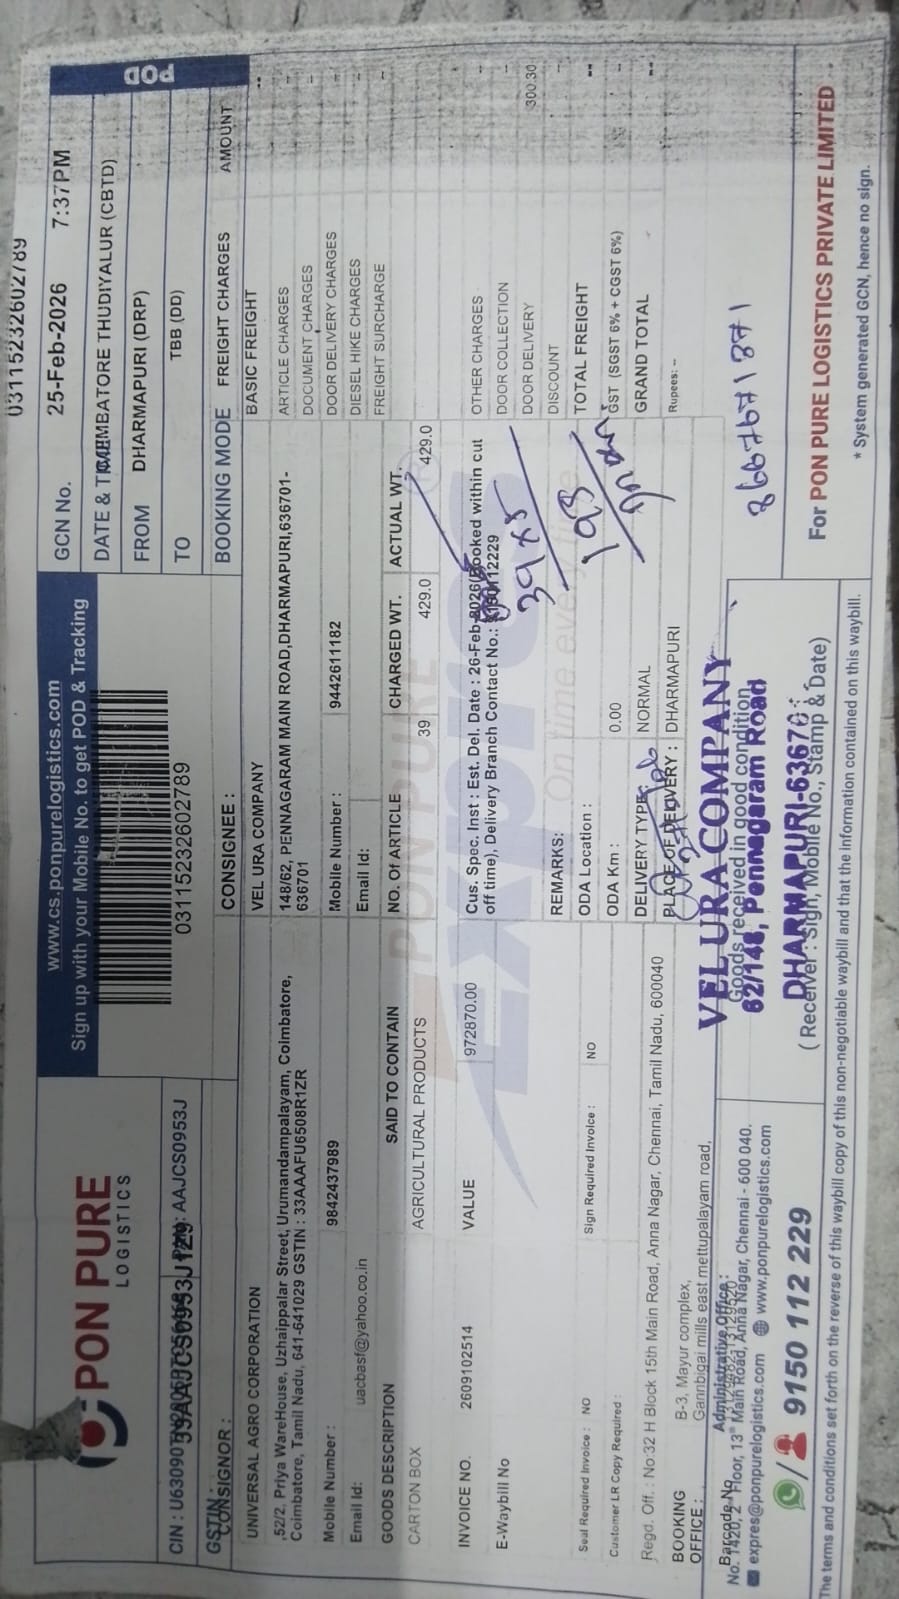 PON PURE
LOGISTICS
www.cs.ponpurelogistics.com
Sign up with your Mobile No. to get POD & Tracking
031152326027​89
GCN No.
03115232602789
POD
DATE & TIME
25-Feb-2026 7:37PM
FROM
COIMBATORE THUDIYALUR (CBTD)
TO
DHARMAPURI (DRP)
BOOKING MODE
TBB (DD)
PAN: AAJCS0953J
GSTIN :
CONSIGNOR :
CONSIGNEE :
FREIGHT CHARGES AMOUNT
UNIVERSAL AGRO CORPORATION
,52/2, Priya WareHouse, Uzhaippalar Street, Urumandampalayam, Coimbatore,
Coimbatore, Tamil Nadu, 641-641029 GSTIN : 33AAAFU6508R1ZR
Mobile Number : 9842437989
Email Id: uacbasf@yahoo.co.in
VEL URA COMPANY
148/62, PENNAGARAM MAIN ROAD,DHARMAPURI,636701-
636701
Mobile Number : 9442611182
Email Id:
BASIC FREIGHT --
ARTICLE CHARGES --
DOCUMENT CHARGES --
DOOR DELIVERY CHARGES --
DIESEL HIKE CHARGES --
FREIGHT SURCHARGE --
GOODS DESCRIPTION SAID TO CONTAIN NO. Of ARTICLE CHARGED WT. ACTUAL WT.
CARTON BOX AGRICULTURAL PRODUCTS 39 429.0 429.0
INVOICE NO. 2609102514 VALUE 972870.00
E-Waybill No
Cus. Spec. Inst : Est. Del. Date : 26-Feb-2026(Booked within cut
off time), Delivery Branch Contact No.: 9150112229
OTHER CHARGES --
DOOR COLLECTION --
DOOR DELIVERY 300.30
DISCOUNT --
TOTAL FREIGHT --
GST (SGST 6% + CGST 6%) --
GRAND TOTAL --
Rupees: --
39 x 5
195
REMARKS:
Seal Required Invoice : NO Sign Required Invoice : NO
ODA Location :
Customer LR Copy Required :
ODA Km : 0.00
Regd. Off. : No:32 H Block 15th Main Road, Anna Nagar, Chennai, Tamil Nadu, 600040
DELIVERY TYPE: NORMAL
PLACE OF DELIVERY : DHARMAPURI
BOOKING
OFFICE :
B-3, Mayur complex,
Gannbigai mills east mettupalayam road,
VEL URA COMPANY
62/148, Pennagaram Road
Goods received in good condition
8667671871
Barcode No
Administrative Office :
No. 1420, 2nd Floor, 13th Main Road, Anna Nagar, Chennai - 600 040.
expres@ponpurelogistics.com www.ponpurelogistics.com
9150 112 229
( Receiver : Sign, Mobile No., Stamp & Date)
For PON PURE LOGISTICS PRIVATE LIMITED
The terms and conditions set forth on the reverse of this waybill copy of this non-negotiable waybill and that the information contained on this waybill.
* System generated GCN, hence no sign.